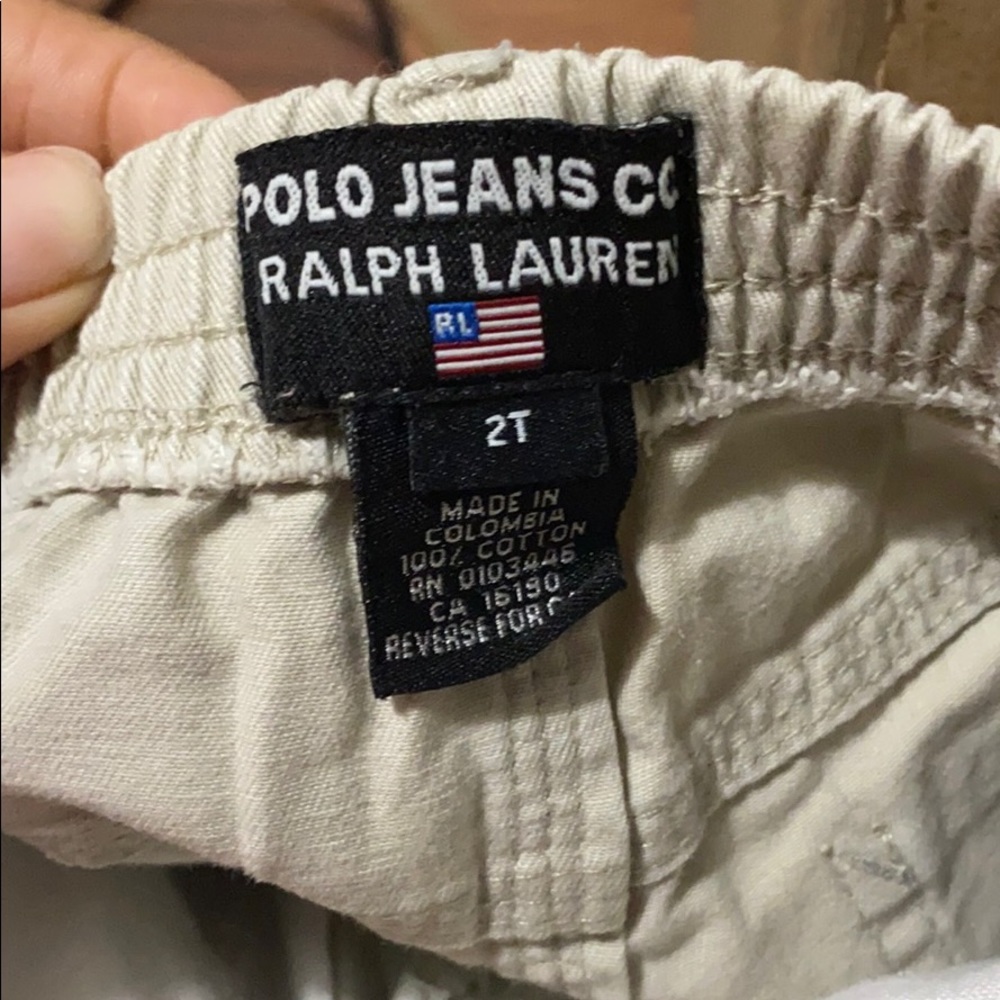 POLO JEANS CO
RALPH LAUREN
RL
2T
MADE IN
COLOMBIA
100% COTTON
RN 0103446
CA 16190
REVERSE FOR